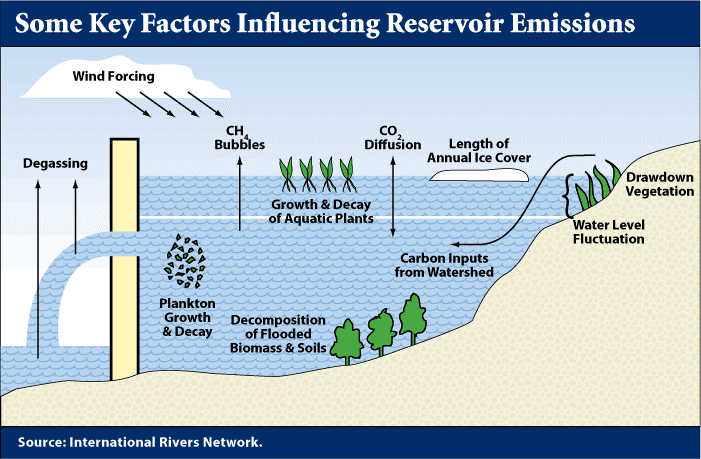 Some Key Factors Influencing Reservoir Emissions
Wind Forcing
Degassing
CH4
Bubbles
CO2
Diffusion
Length of
Annual Ice Cover
Drawdown
Vegetation
Growth & Decay
of Aquatic Plants
Water Level
Fluctuation
Carbon Inputs
from Watershed
Plankton
Growth
& Decay
Decomposition
of Flooded
Biomass & Soils
Source: International Rivers Network.